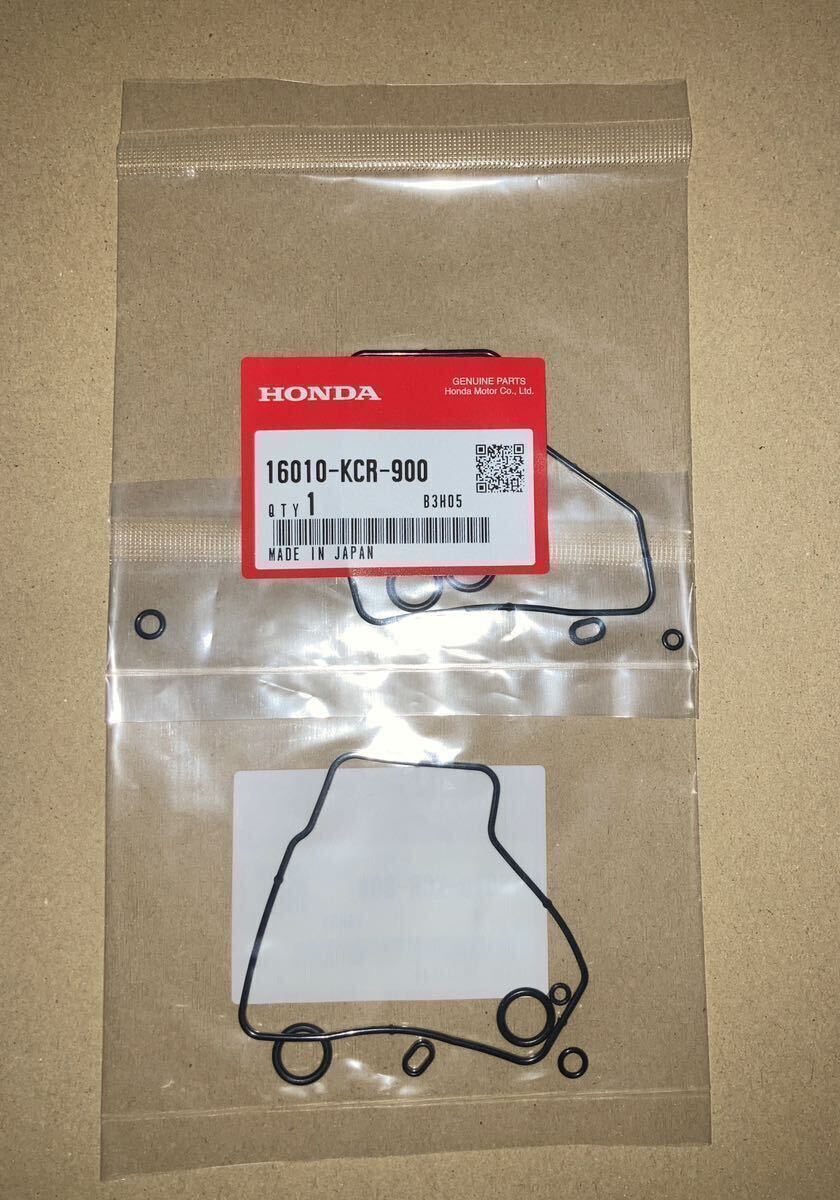 HONDA
GENUINE PARTS
Honda Motor Co., Ltd.
16010-KCR-900
QTY 1
B3H05
MADE IN JAPAN